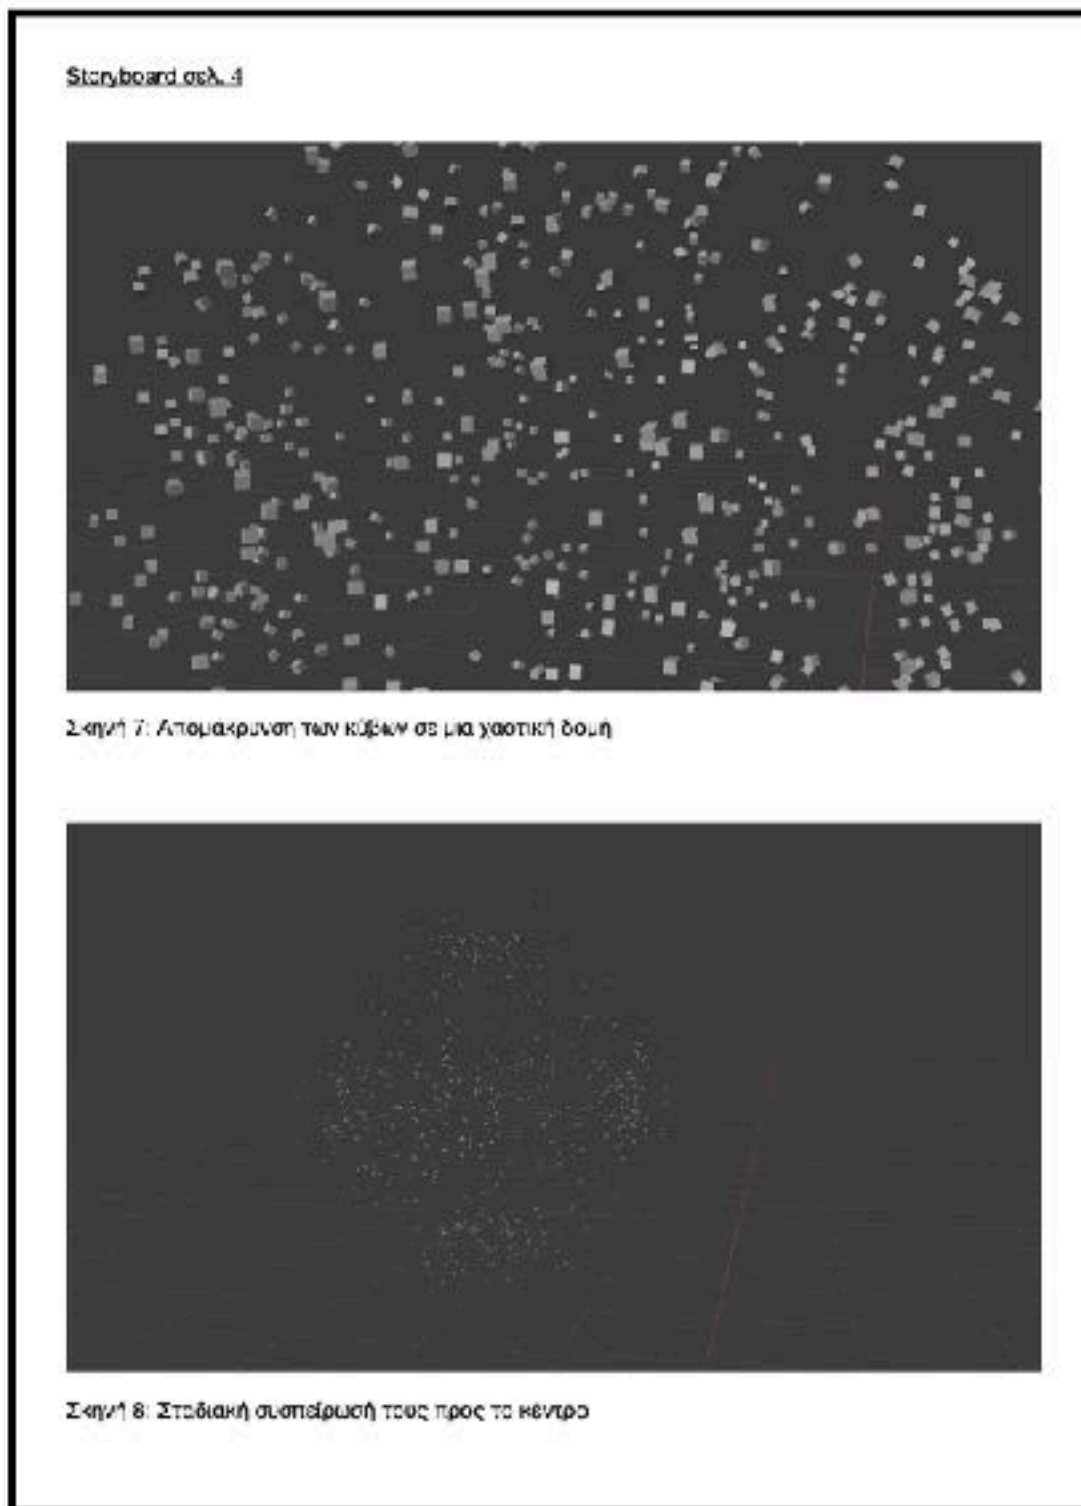 Storyboard σελ. 4
Σκηνή 7: Απομάκρυνση των κύβων σε μια χαοτική δομή
Σκηνή 8: Σταδιακή συσπείρωσή τους προς το κέντρο